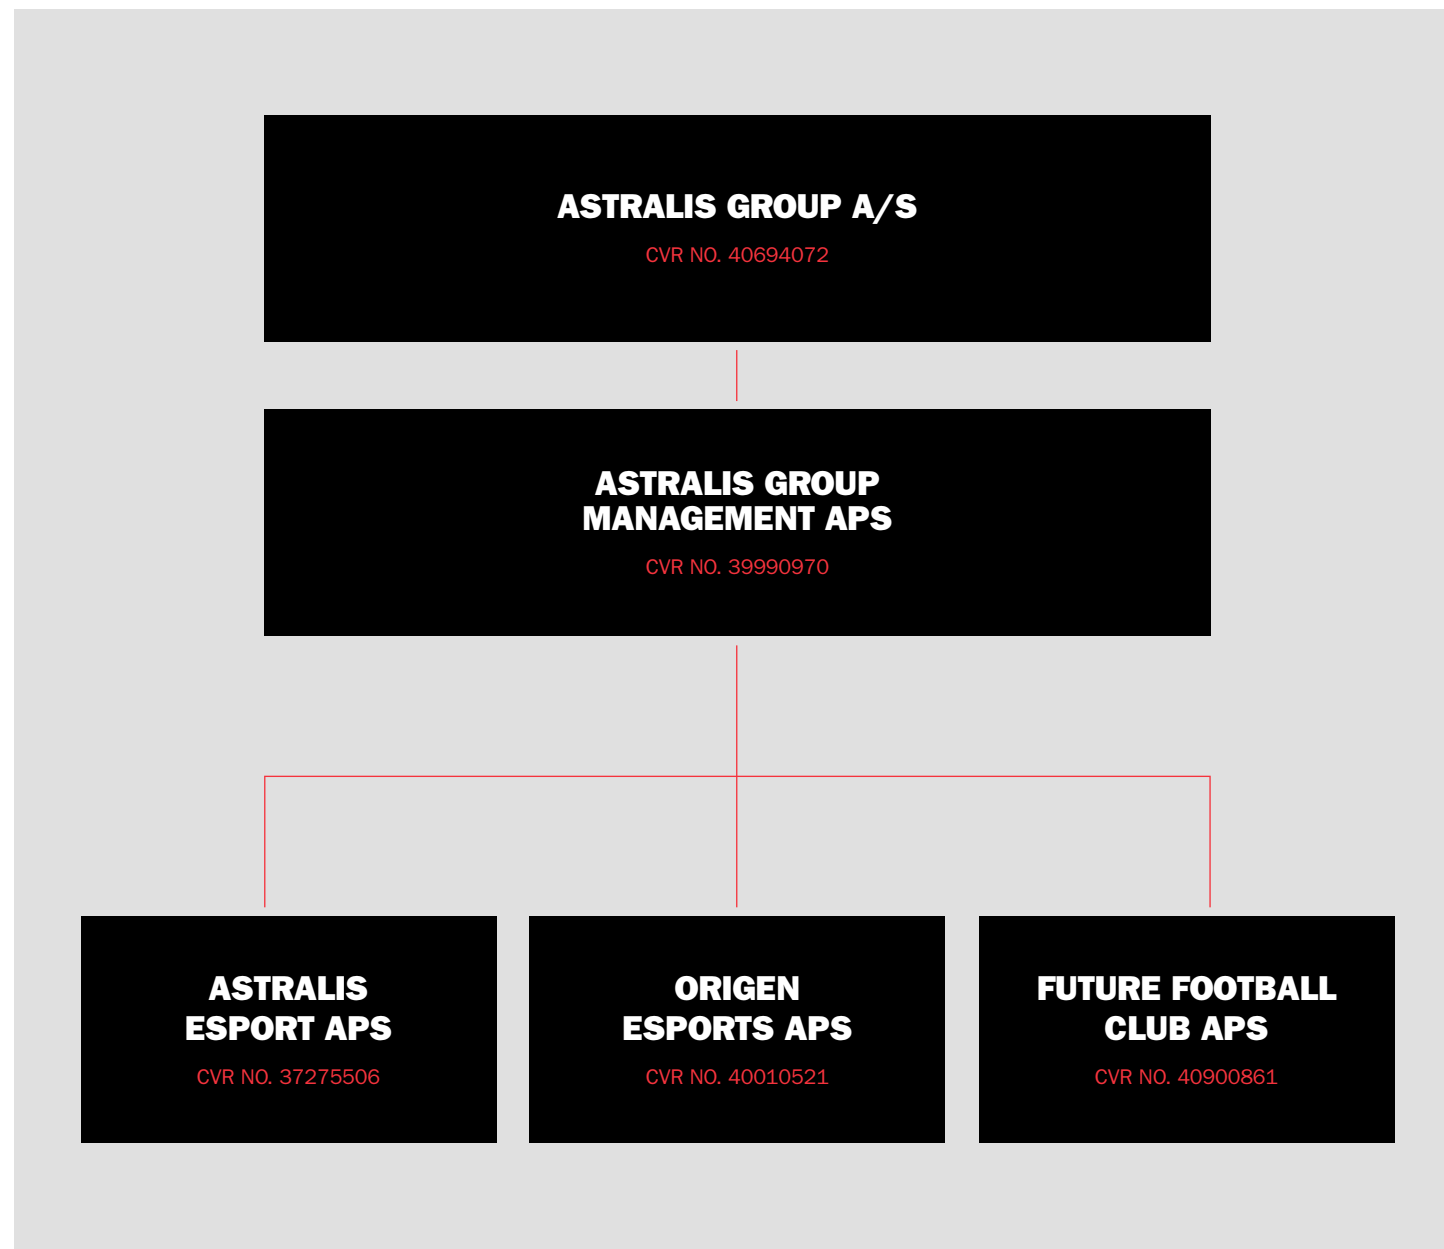 ASTRALIS GROUP A/S
CVR NO. 40694072
ASTRALIS GROUP
MANAGEMENT APS
CVR NO. 39990970
ASTRALIS
ESPORT APS
CVR NO. 37275506
ORIGEN
ESPORTS APS
CVR NO. 40010521
FUTURE FOOTBALL
CLUB APS
CVR NO. 40900861